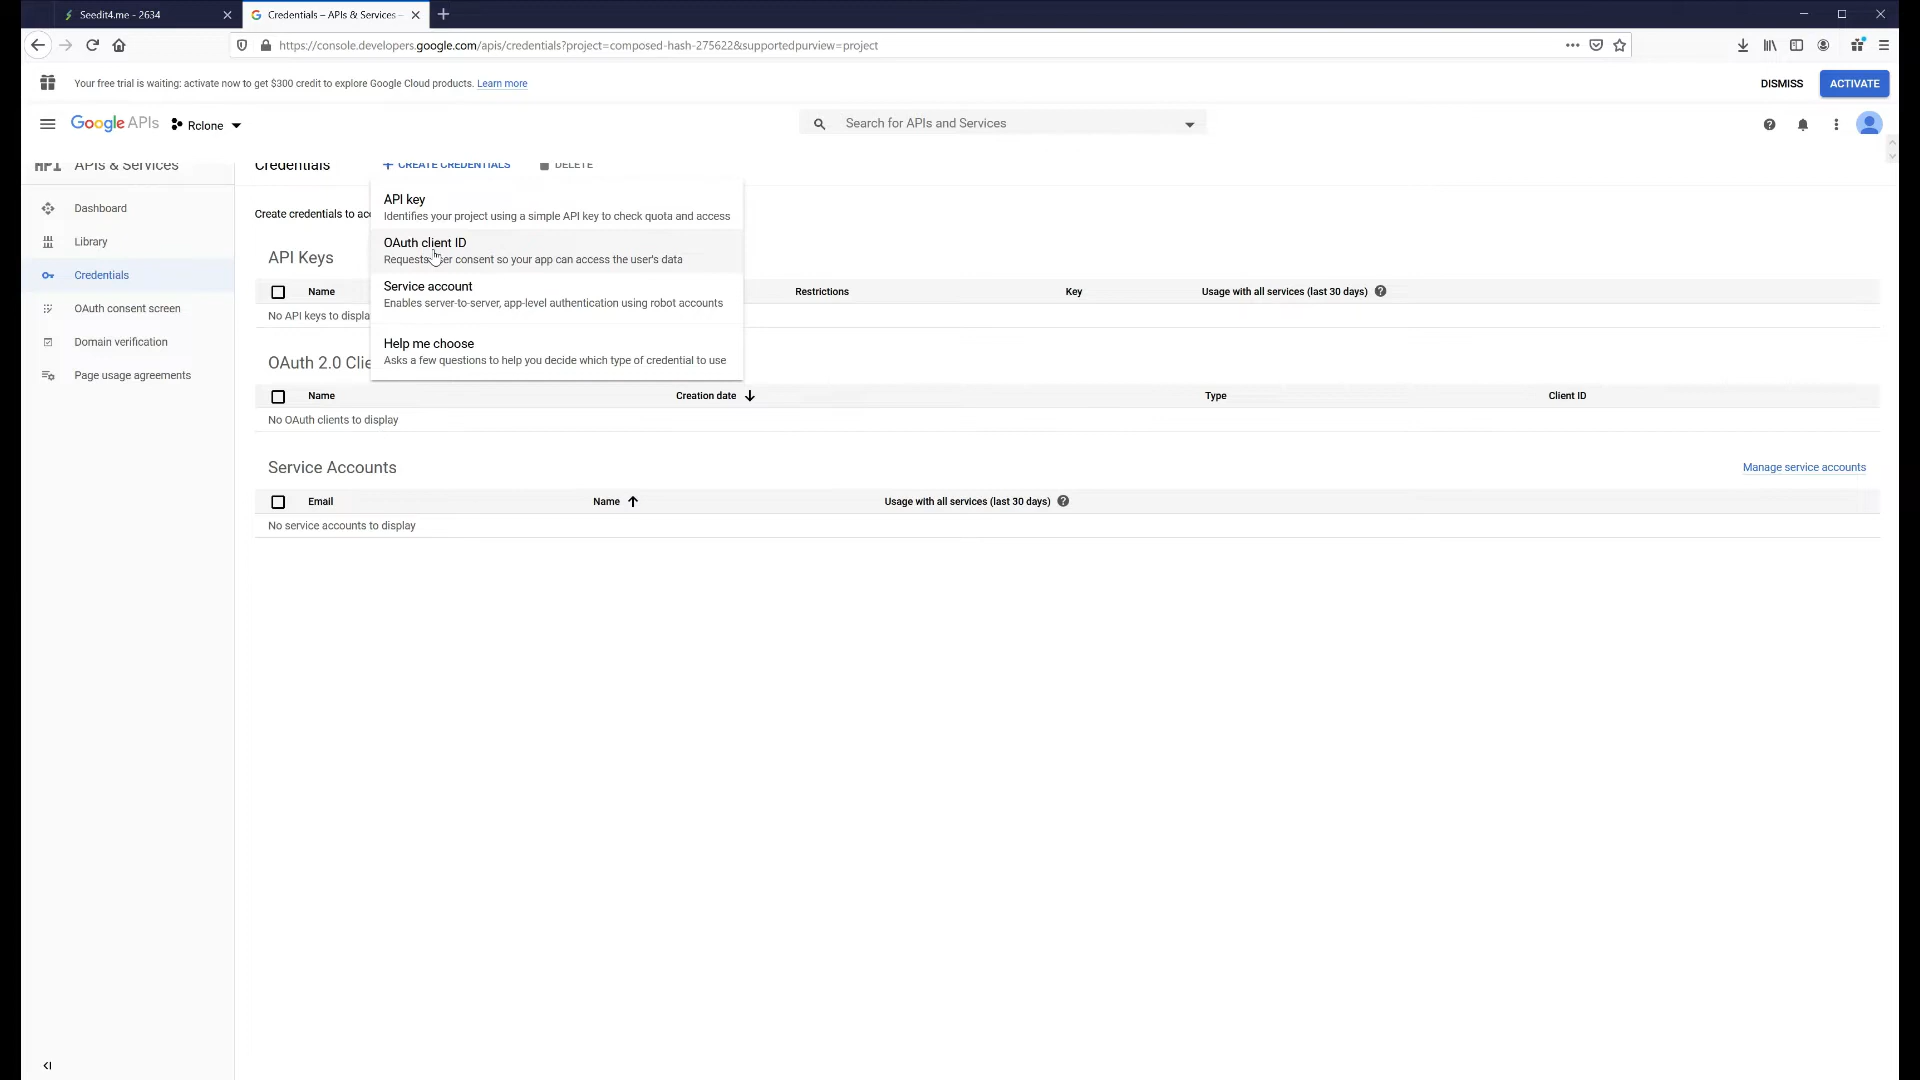 Seedit4.me - 2634
Credentials – APIs & Services –
https://console.developers.google.com/apis/credentials?project=composed-hash-275622&supportedpurview=project
Your free trial is waiting: activate now to get $300 credit to explore Google Cloud products. Learn more
DISMISS
ACTIVATE
Google APIs
Rclone
Search for APIs and Services
API APIs & Services
Credentials
CREATE CREDENTIALS
DELETE
Dashboard
Library
Credentials
OAuth consent screen
Domain verification
Page usage agreements
Create credentials to acc
API key
Identifies your project using a simple API key to check quota and access
OAuth client ID
Requests user consent so your app can access the user's data
Service account
Enables server-to-server, app-level authentication using robot accounts
Help me choose
Asks a few questions to help you decide which type of credential to use
API Keys
Name
Restrictions
Key
Usage with all services (last 30 days)
No API keys to displa
OAuth 2.0 Clie
Name
Creation date
Type
Client ID
No OAuth clients to display
Service Accounts
Manage service accounts
Email
Name
Usage with all services (last 30 days)
No service accounts to display